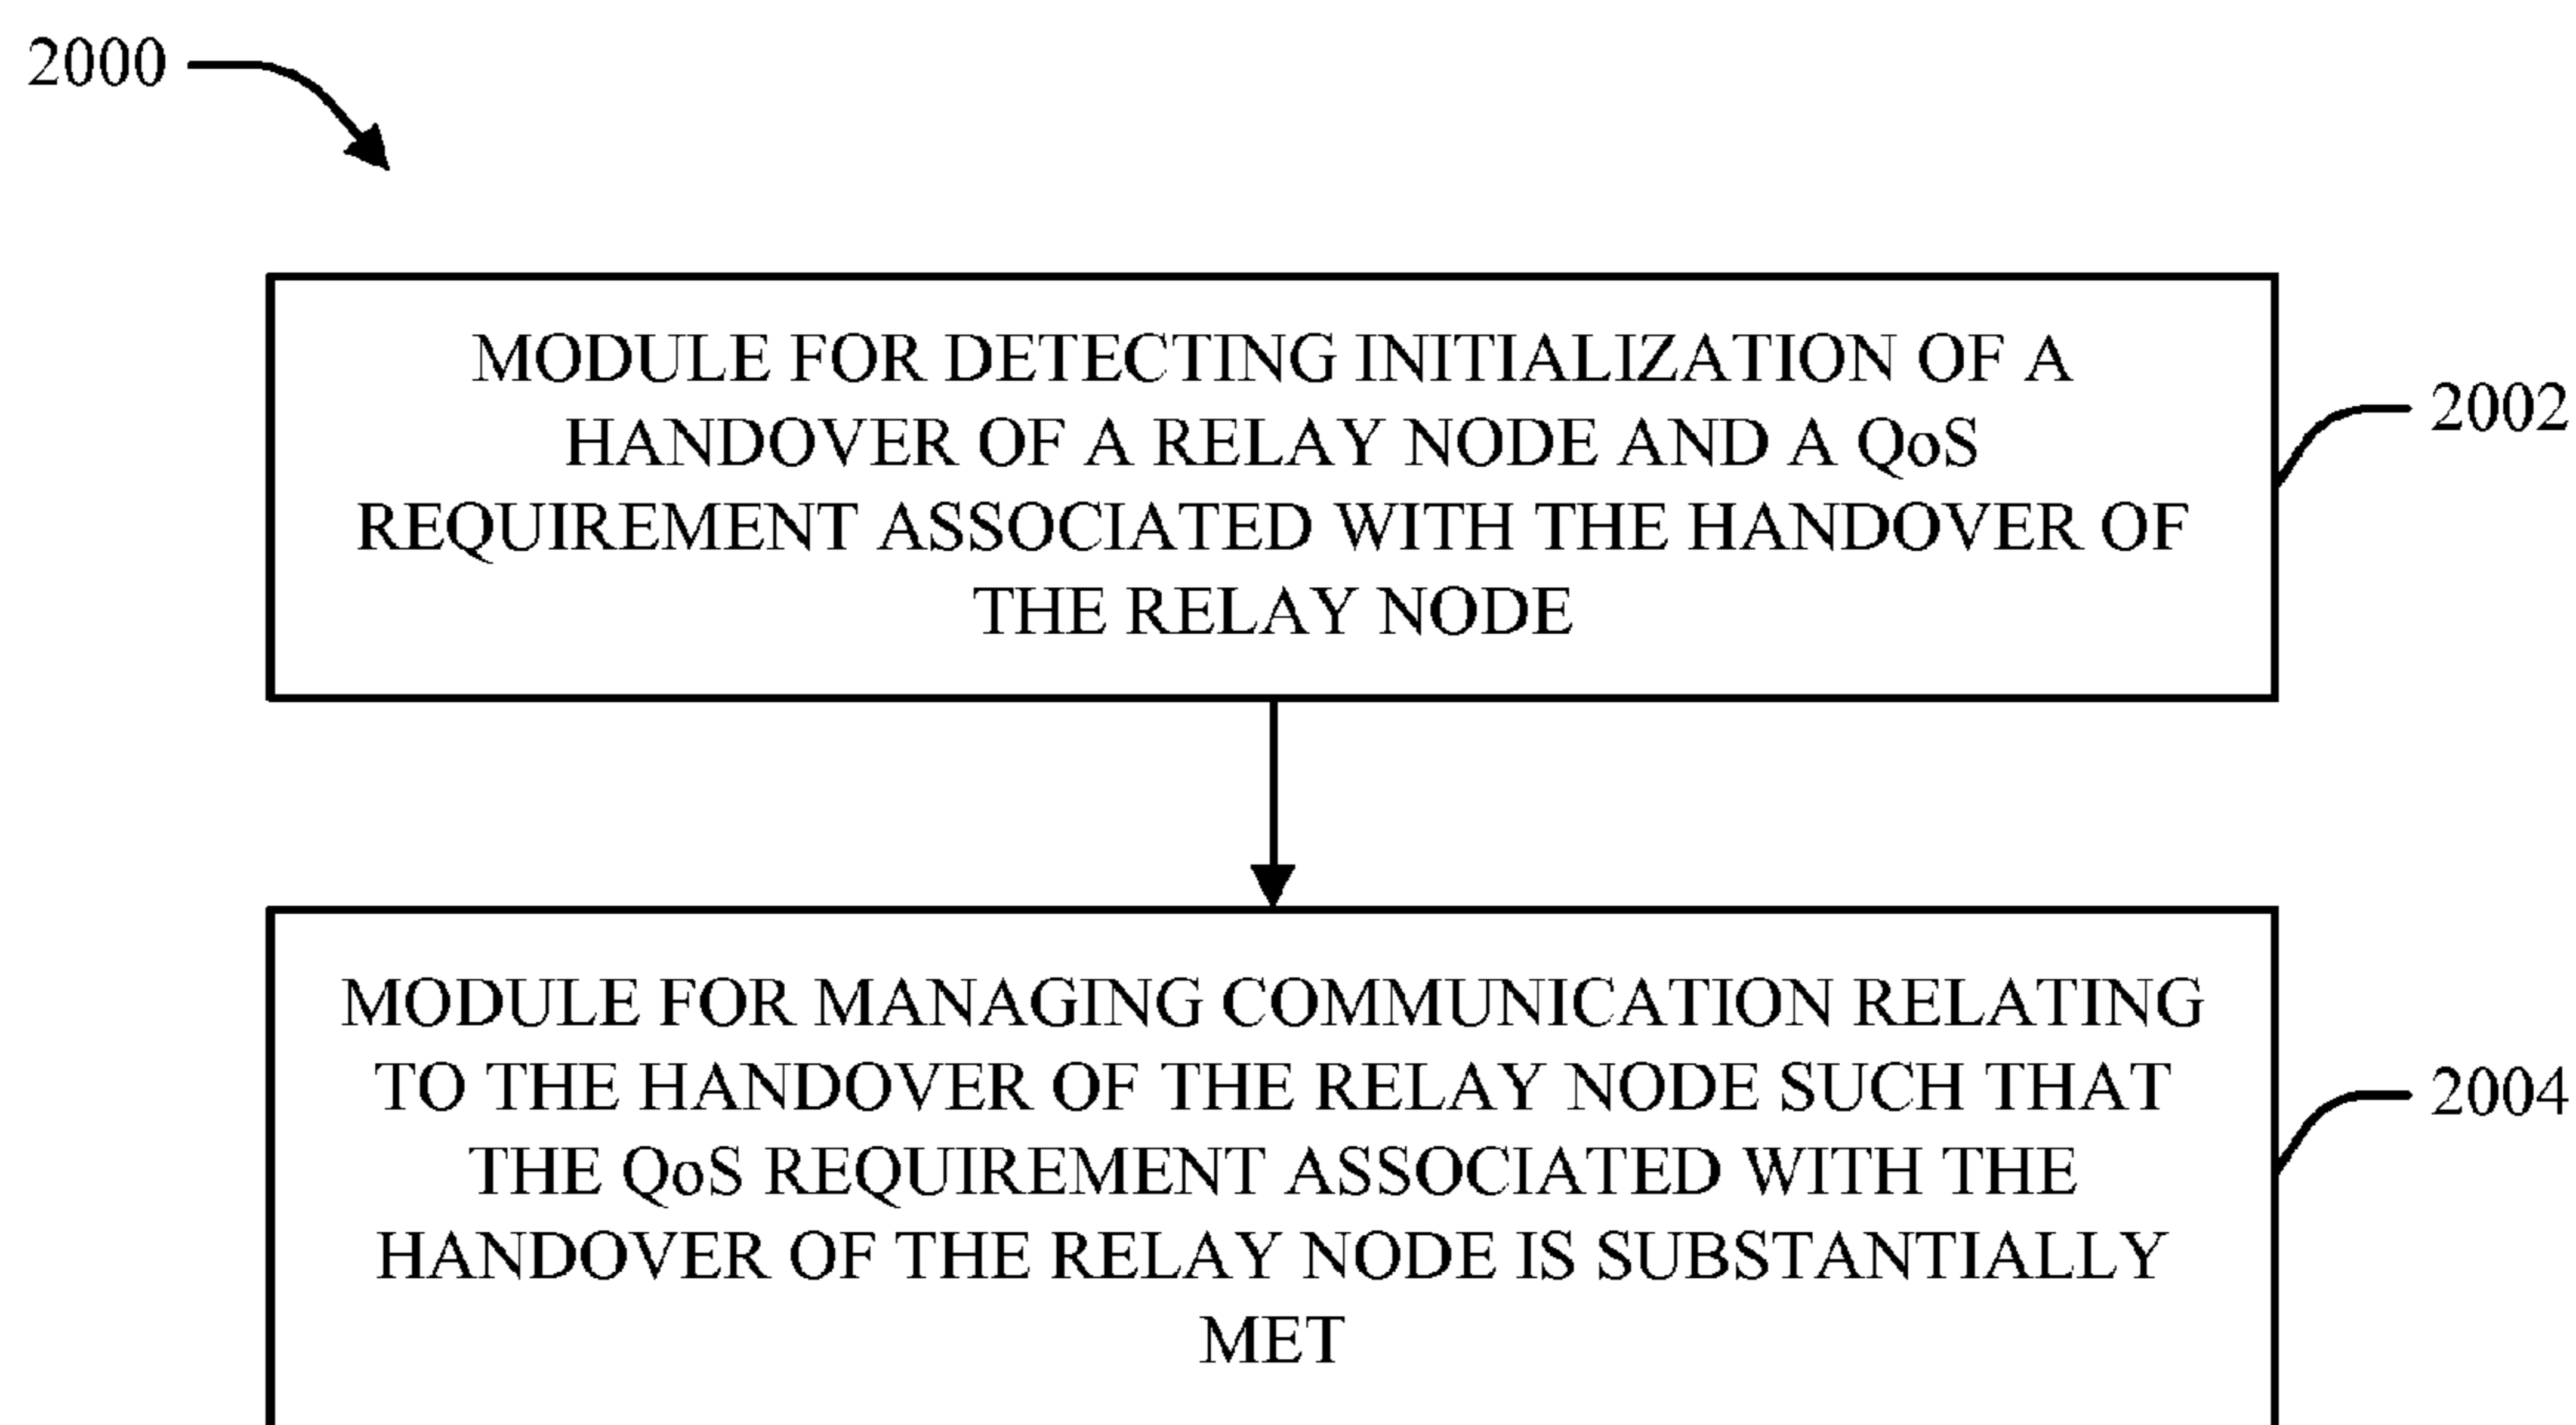 2000
MODULE FOR DETECTING INITIALIZATION OF A
HANDOVER OF A RELAY NODE AND A QoS
REQUIREMENT ASSOCIATED WITH THE HANDOVER OF
THE RELAY NODE
2002
MODULE FOR MANAGING COMMUNICATION RELATING
TO THE HANDOVER OF THE RELAY NODE SUCH THAT
THE QoS REQUIREMENT ASSOCIATED WITH THE
HANDOVER OF THE RELAY NODE IS SUBSTANTIALLY
MET
2004